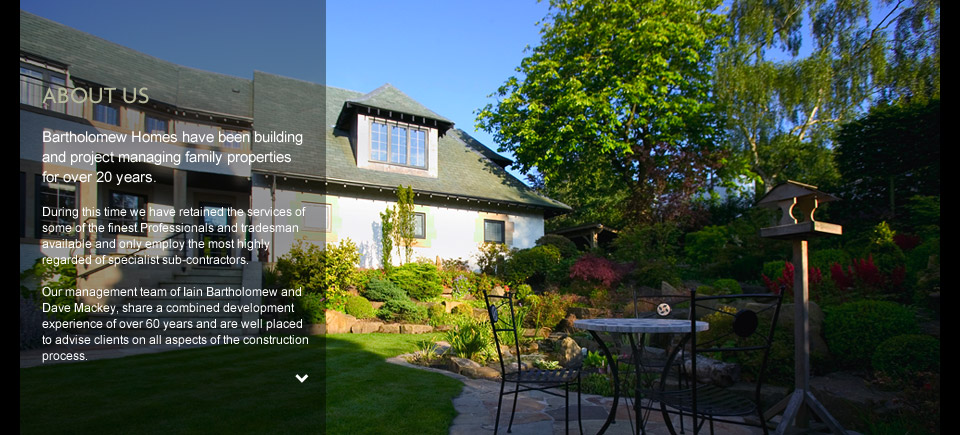 ABOUT US
Bartholomew Homes have been building
and project managing family properties
for over 20 years.
During this time we have retained the services of
some of the finest Professionals and tradesman
available and only employ the most highly
regarded of specialist sub-contractors.
Our management team of Iain Bartholomew and
Dave Mackey, share a combined development
experience of over 60 years and are well placed
to advise clients on all aspects of the construction
process.